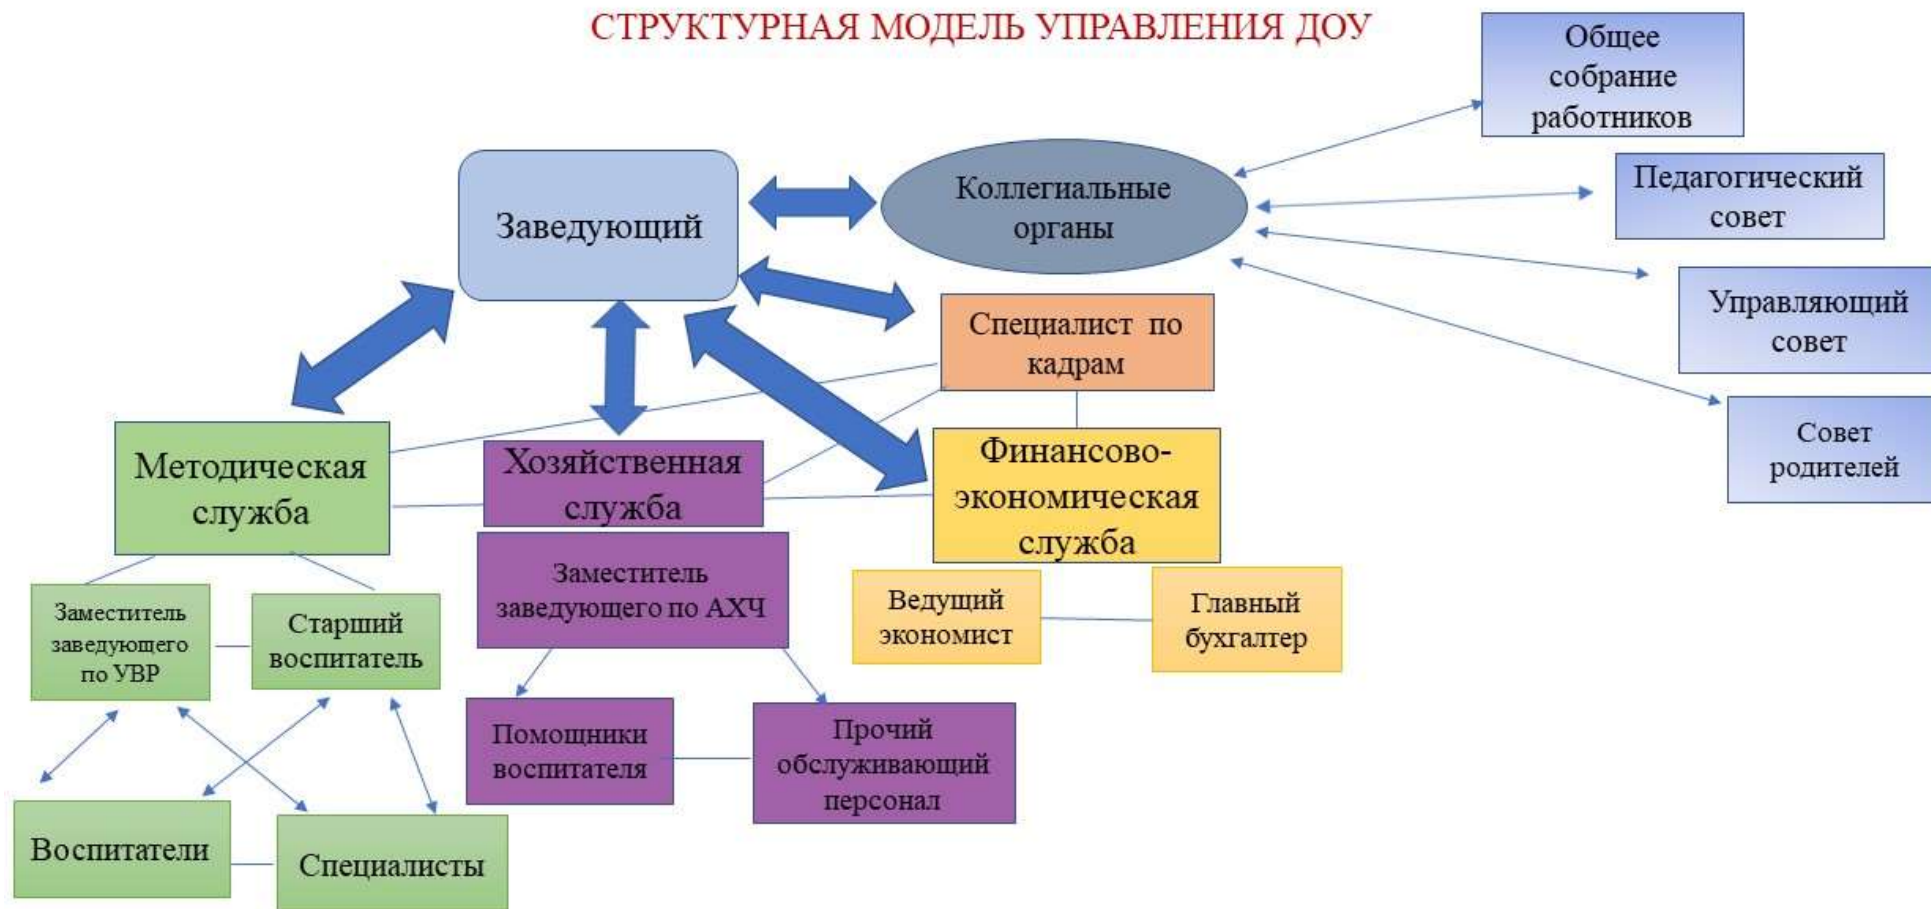 СТРУКТУРНАЯ МОДЕЛЬ УПРАВЛЕНИЯ ДОУ
Общее
собрание
работников
Педагогический
совет
Управляющий
совет
Совет
родителей
Коллегиальные
органы
Заведующий
Специалист по
кадрам
Методическая
служба
Хозяйственная
служба
Финансово-
экономическая
служба
Заместитель
заведующего
по УВР
Старший
воспитатель
Заместитель
заведующего по АХЧ
Ведущий
экономист
Главный
бухгалтер
Помощники
воспитателя
Прочий
обслуживающий
персонал
Воспитатели
Специалисты